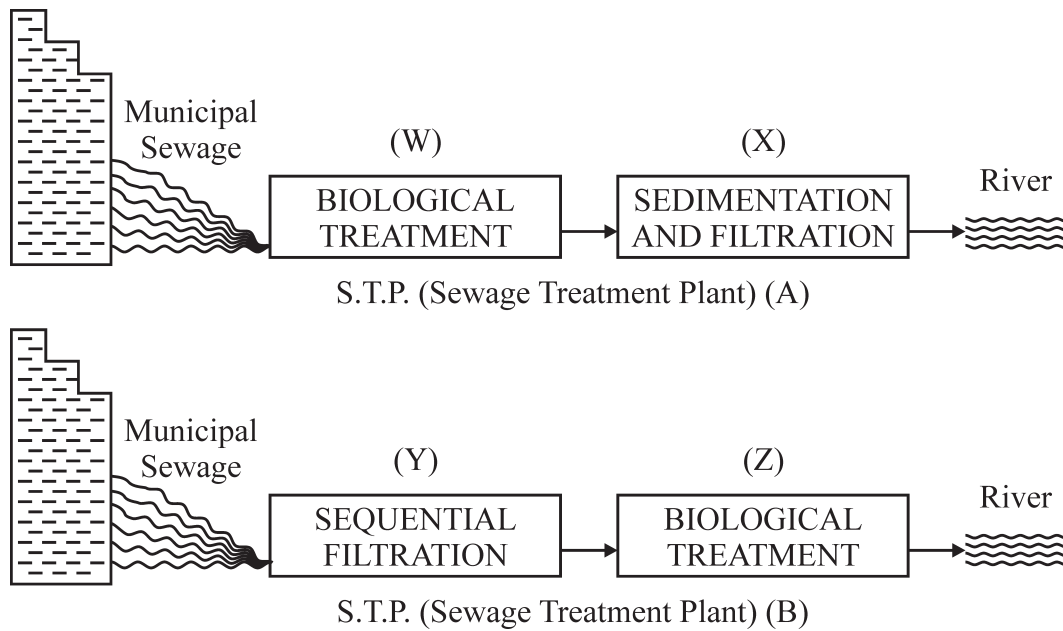 Municipal
Sewage
(W)
BIOLOGICAL
TREATMENT
(X)
SEDIMENTATION
AND FILTRATION
River
S.T.P. (Sewage Treatment Plant) (A)
Municipal
Sewage
(Y)
SEQUENTIAL
FILTRATION
(Z)
BIOLOGICAL
TREATMENT
River
S.T.P. (Sewage Treatment Plant) (B)